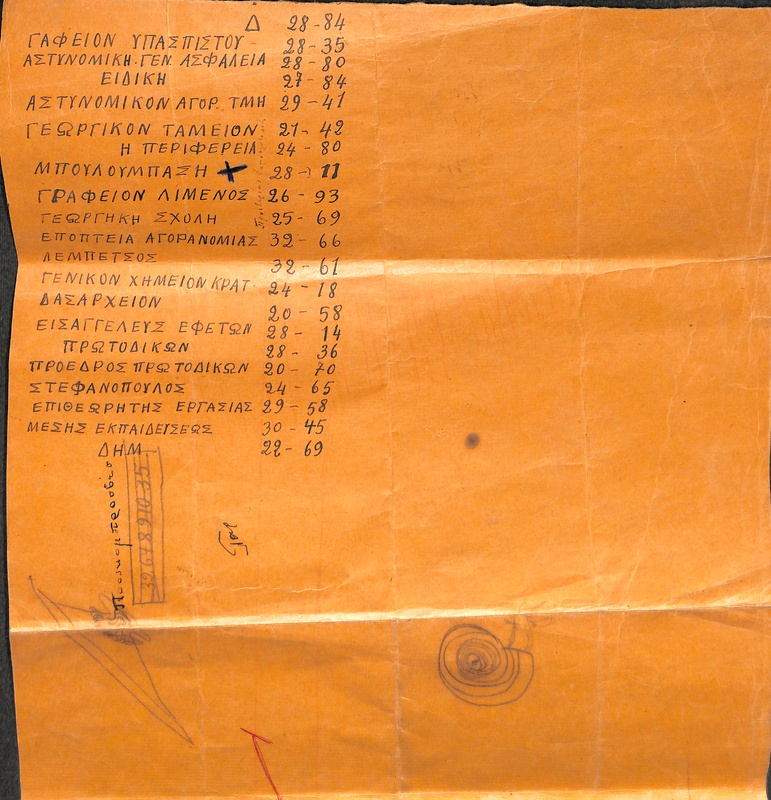 Δ 28-84
ΓΑΦΕΙΟΝ ΥΠΑΣΠΙΣΤΟΥ - 28-35
ΑΣΤΥΝΟΜΙΚΗ·ΓΕΝ. ΑΣΦΑΛΕΙΑ 28-80
ΕΙΔΙΚΗ 27-84
ΑΣΤΥΝΟΜΙΚΟΝ ΑΓΟΡ. ΤΜΗ 29-41
ΓΕΩΡΓΙΚΟΝ ΤΑΜΕΙΟΝ 21-42
Η ΠΕΡΙΦΕΡΕΙΑ 24-80
ΜΠΟΥΛΟΥΜΠΑΣΗ + 28-11
ΓΡΑΦΕΙΟΝ ΛΙΜΕΝΟΣ 26-93
ΓΕΩΡΓΗΚΗ ΣΧΟΛΗ 25-69
ΕΠΟΠΤΕΙΑ ΑΓΟΡΑΝΟΜΙΑΣ 32-66
ΛΕΜΠΕΤΣΟΣ 32-61
ΓΕΝΙΚΟΝ ΧΗΜΕΙΟΝ ΚΡΑΤ. 24-18
ΔΑΣΑΡΧΕΙΟΝ 20-58
ΕΙΣΑΓΓΕΛΕΥΣ ΕΦΕΤΩΝ 28-14
ΠΡΩΤΟΔΙΚΩΝ 28-36
ΠΡΟΕΔΡΟΣ ΠΡΩΤΟΔΙΚΩΝ 20-70
ΣΤΕΦΑΝΟΠΟΥΛΟΣ 24-65
ΕΠΙΘΕΩΡΗΤΗΣ ΕΡΓΑΣΙΑΣ 29-58
ΜΕΣΗΣ ΕΚΠΑΙΔΕΥΣΕΩΣ 30-45
ΔΗΜ. 22-69